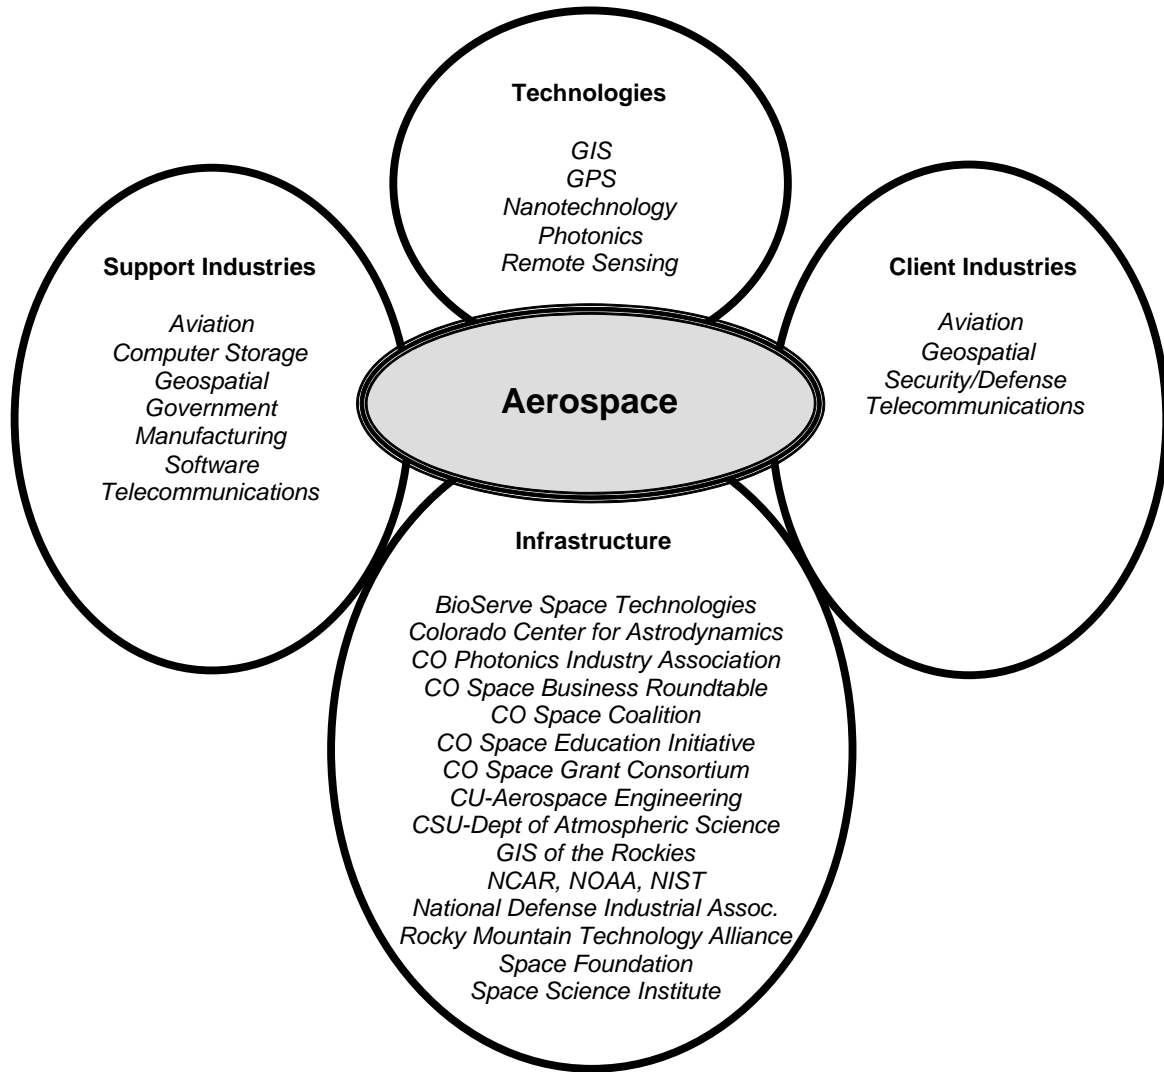 Technologies
GIS
GPS
Nanotechnology
Photonics
Remote Sensing
Support Industries
Aviation
Computer Storage
Geospatial
Government
Manufacturing
Software
Telecommunications
Client Industries
Aviation
Geospatial
Security/Defense
Telecommunications
Aerospace
Infrastructure
BioServe Space Technologies
Colorado Center for Astrodynamics
CO Photonics Industry Association
CO Space Business Roundtable
CO Space Coalition
CO Space Education Initiative
CO Space Grant Consortium
CU-Aerospace Engineering
CSU-Dept of Atmospheric Science
GIS of the Rockies
NCAR, NOAA, NIST
National Defense Industrial Assoc.
Rocky Mountain Technology Alliance
Space Foundation
Space Science Institute